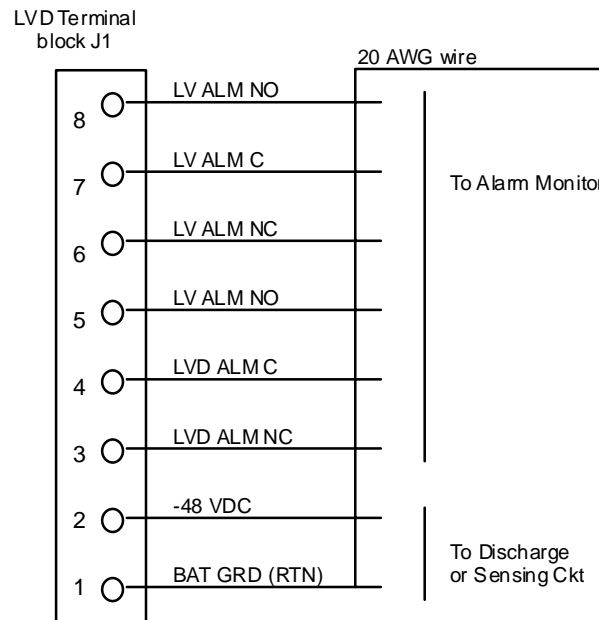 LVD Terminal
block J1
20 AWG wire
8 LV ALM NO
7 LV ALM C
To Alarm Monitor
6 LV ALM NC
5 LV ALM NO
4 LVD ALM C
3 LVD ALM NC
2 -48 VDC
To Discharge
or Sensing Ckt
1 BAT GRD (RTN)